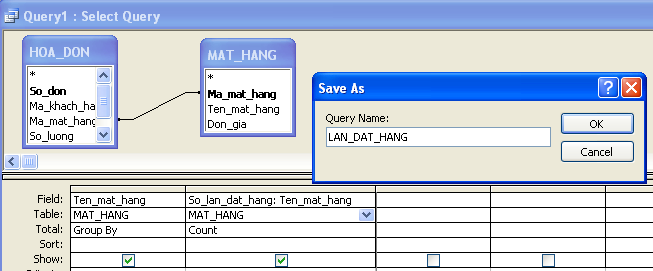 Query1 : Select Query
HOA_DON
*
So_don
Ma_khach_ha
Ma_mat_hang
So_luong
MAT_HANG
*
Ma_mat_hang
Ten_mat_hang
Don_gia
Save As
Query Name:
LAN_DAT_HANG
OK
Cancel
Field: Ten_mat_hang So_lan_dat_hang: Ten_mat_hang
Table: MAT_HANG MAT_HANG
Total: Group By Count
Sort:
Show: